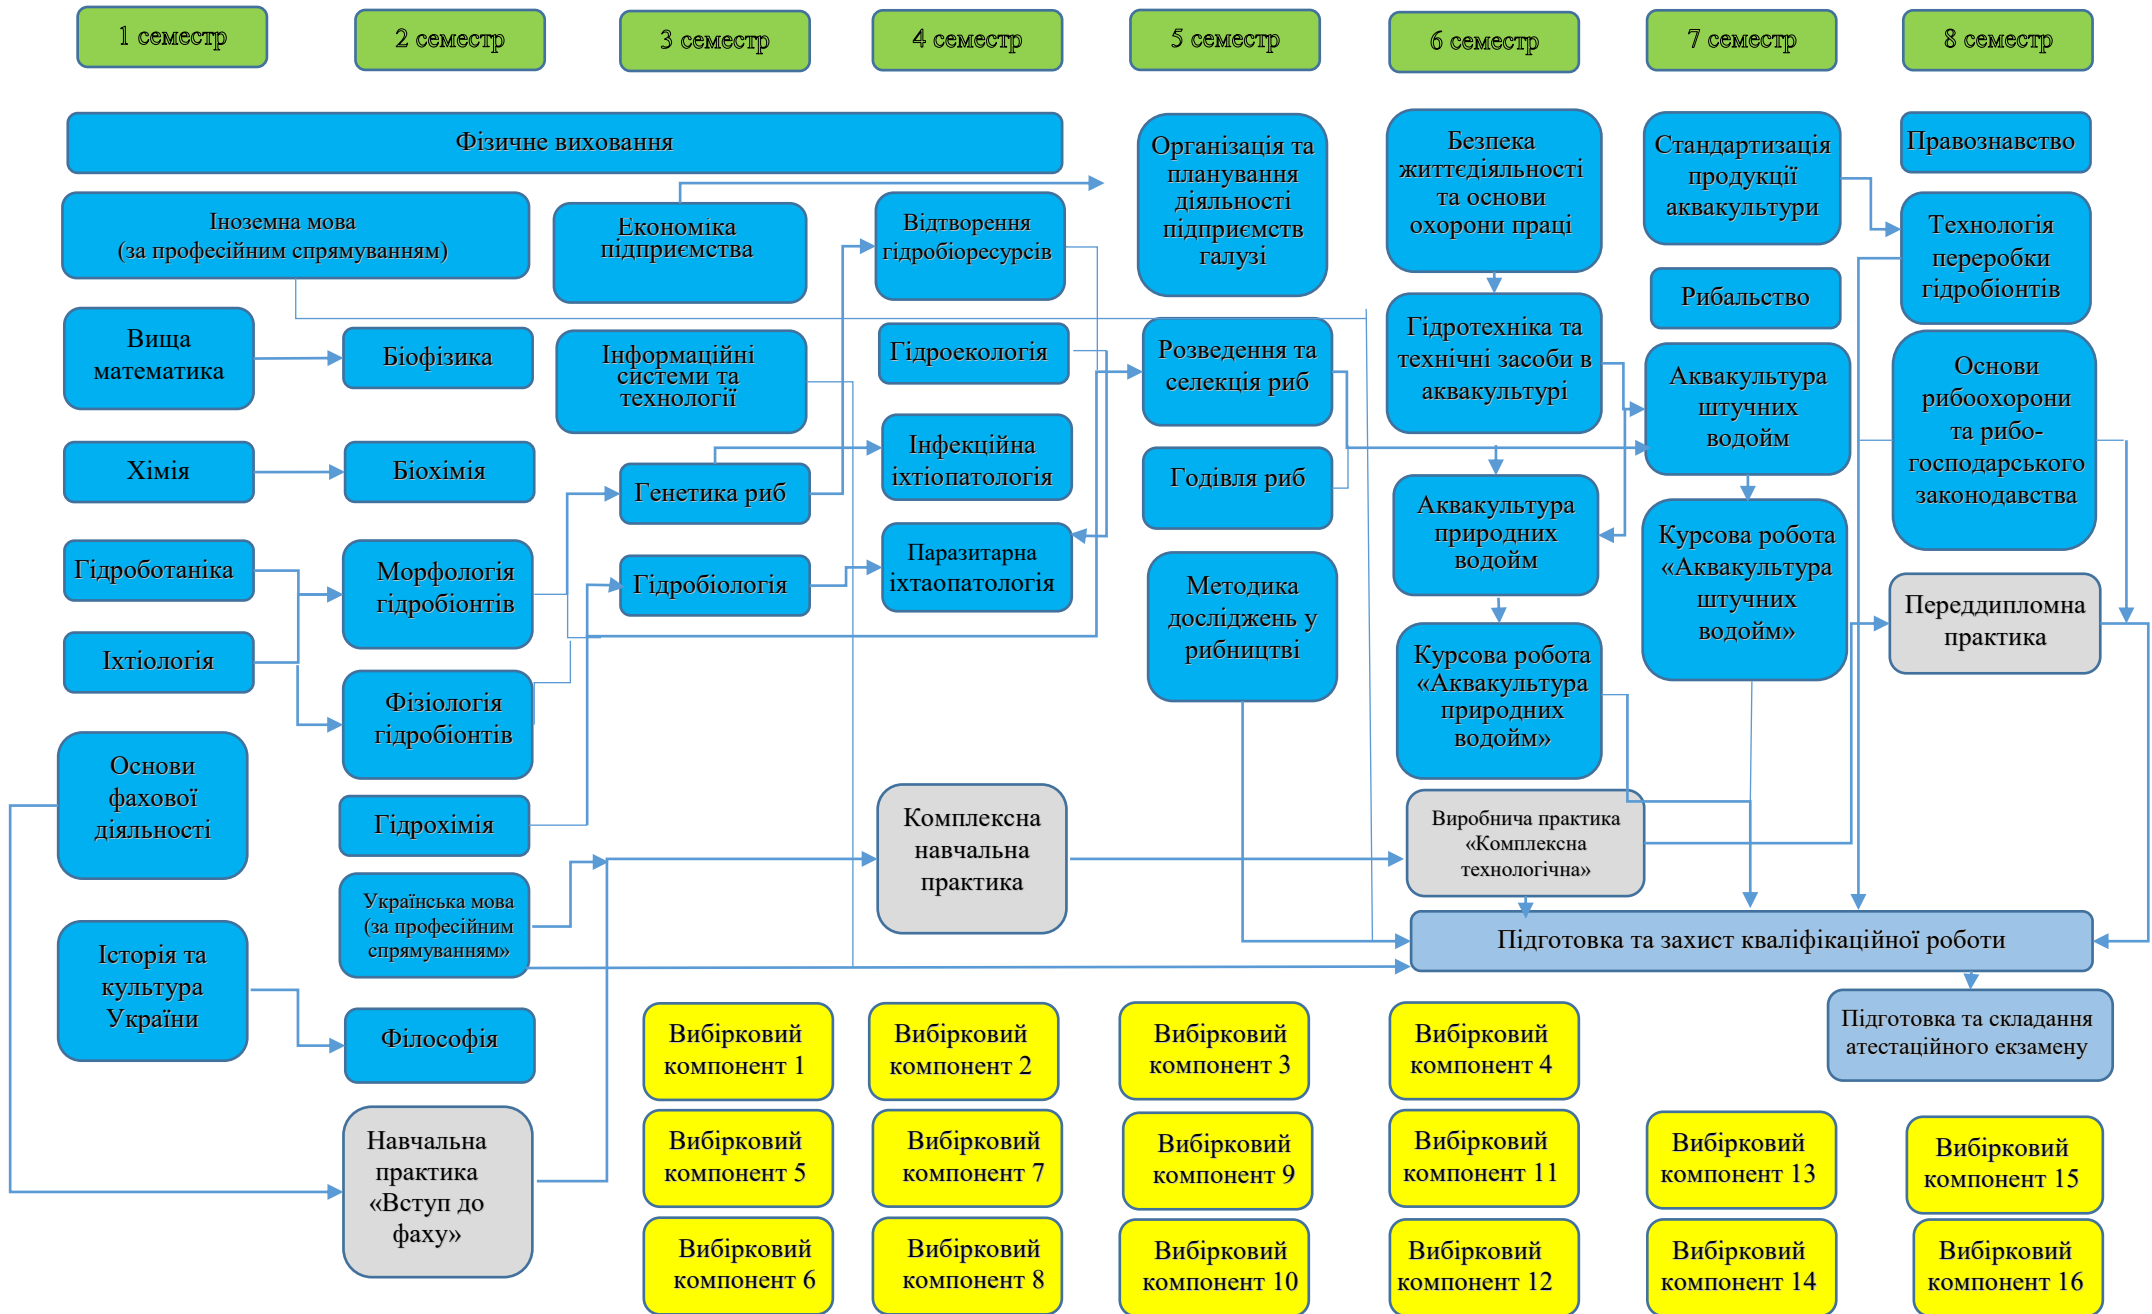 1 семестр
2 семестр
3 семестр
4 семестр
5 семестр
6 семестр
7 семестр
8 семестр
Фізичне виховання
Іноземна мова
(за професійним спрямуванням)
Вища
математика
Хімія
Гідроботаніка
Іхтіологія
Основи
фахової
діяльності
Історія та
культура
України
Біофізика
Біохімія
Морфологія
гідробіонтів
Фізіологія
гідробіонтів
Гідрохімія
Українська мова
(за професійним
спрямуванням»
Філософія
Навчальна
практика
«Вступ до
фаху»
Економіка
підприємства
Інформаційні
системи та
технології
Генетика риб
Гідробіологія
Вибірковий
компонент 1
Вибірковий
компонент 5
Вибірковий
компонент 6
Відтворення
гідробіоресурсів
Гідроекологія
Інфекційна
іхтіопатологія
Паразитарна
іхтаопатологія
Комплексна
навчальна
практика
Вибірковий
компонент 2
Вибірковий
компонент 7
Вибірковий
компонент 8
Організація та
планування
діяльності
підприємств
галузі
Розведення та
селекція риб
Годівля риб
Методика
досліджень у
рибництві
Вибірковий
компонент 3
Вибірковий
компонент 9
Вибірковий
компонент 10
Безпека
життєдіяльності
та основи
охорони праці
Гідротехніка та
технічні засоби в
аквакультурі
Аквакультура
природних
водойм
Курсова робота
«Аквакультура
природних
водойм»
Виробнича практика
«Комплексна
технологічна»
Підготовка та захист кваліфікаційної роботи
Вибірковий
компонент 4
Вибірковий
компонент 11
Вибірковий
компонент 12
Стандартизація
продукції
аквакультури
Рибальство
Аквакультура
штучних
водойм
Курсова робота
«Аквакультура
штучних
водойм»
Вибірковий
компонент 13
Вибірковий
компонент 14
Правознавство
Технологія
переробки
гідробіонтів
Основи
рибоохорони
та рибо-
господарського
законодавства
Переддипломна
практика
Підготовка та складання
атестаційного екзамену
Вибірковий
компонент 15
Вибірковий
компонент 16